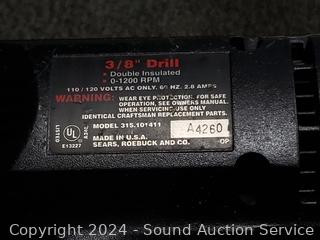 3/8" Drill
• Double Insulated
• 0-1200 RPM
110 / 120 VOLTS AC ONLY. 60 HZ. 2.8 AMPS
WARNING: WEAR EYE PROTECTION. FOR SAFE
OPERATION, SEE OWNERS MANUAL.
WHEN SERVICING USE ONLY
IDENTICAL CRAFTSMAN REPLACEMENT PARTS.
MODEL 315.101411
A4260
MADE IN U.S.A.
SEARS, ROEBUCK AND CO.
OP
UL
E13227
Copyright 2024 - Sound Auction Service